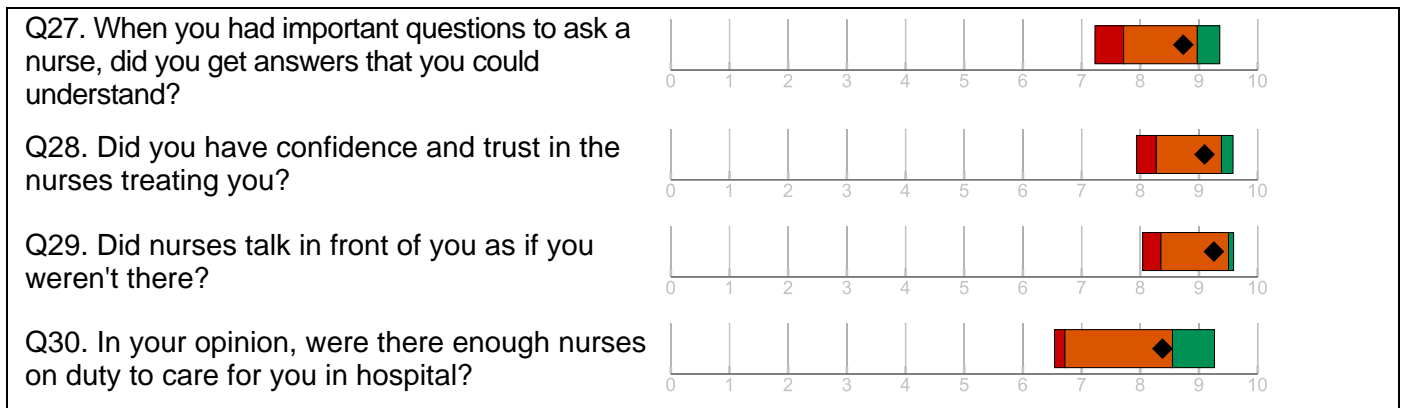 Q27. When you had important questions to ask a
nurse, did you get answers that you could
understand?
0 1 2 3 4 5 6 7 8 9 10
Q28. Did you have confidence and trust in the
nurses treating you?
0 1 2 3 4 5 6 7 8 9 10
Q29. Did nurses talk in front of you as if you
weren't there?
0 1 2 3 4 5 6 7 8 9 10
Q30. In your opinion, were there enough nurses
on duty to care for you in hospital?
0 1 2 3 4 5 6 7 8 9 10